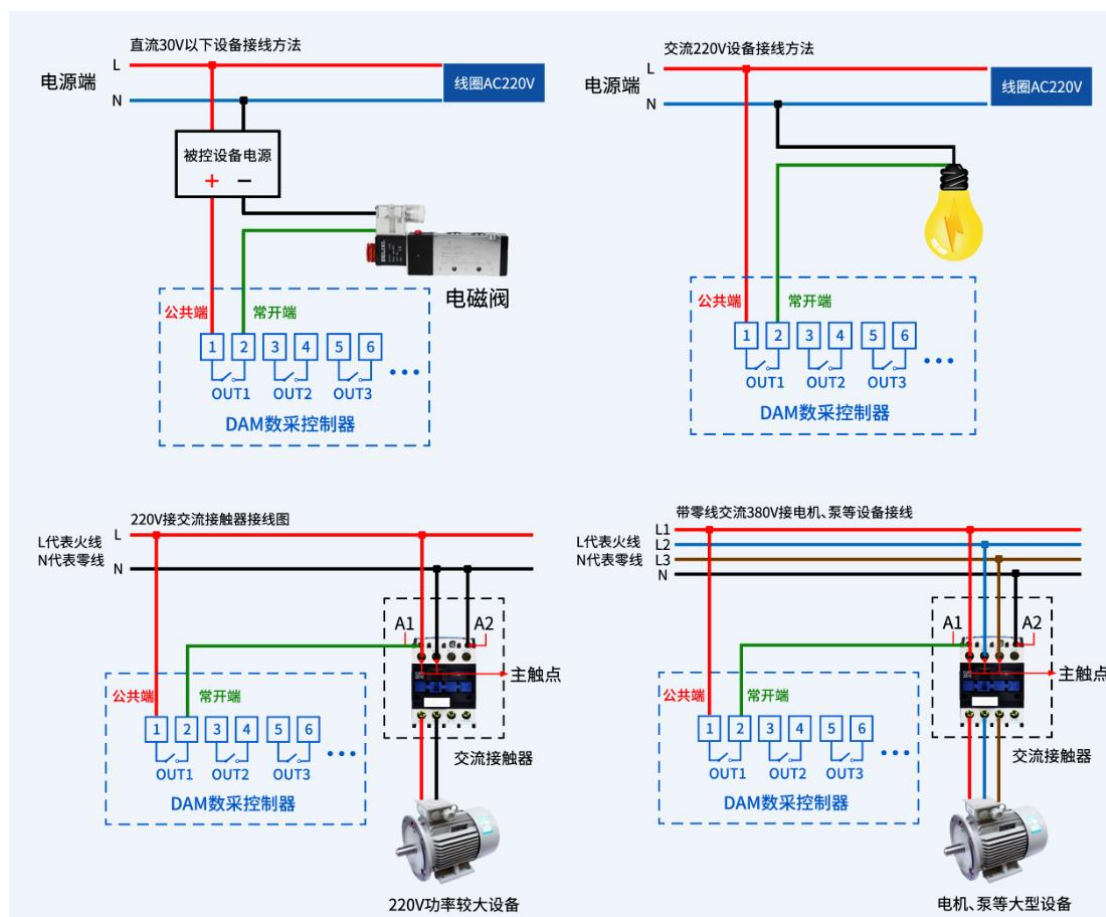 直流30V以下设备接线方法
L
电源端
线圈AC220V
N
被控设备电源
+ −
电磁阀
公共端
常开端
1 2 3 4 5 6
OUT1 OUT2 OUT3
DAM数采控制器
交流220V设备接线方法
L
电源端
线圈AC220V
N
公共端
常开端
1 2 3 4 5 6
OUT1 OUT2 OUT3
DAM数采控制器
220V接交流接触器接线图
L代表火线 L
N代表零线 N
A1 A2
主触点
公共端
常开端
1 2 3 4 5 6
OUT1 OUT2 OUT3
交流接触器
DAM数采控制器
220V功率较大设备
带零线交流380V接电机、泵等设备接线
L1
L代表火线 L2
N代表零线 L3
N
A1 A2
主触点
公共端
常开端
1 2 3 4 5 6
OUT1 OUT2 OUT3
交流接触器
DAM数采控制器
电机、泵等大型设备